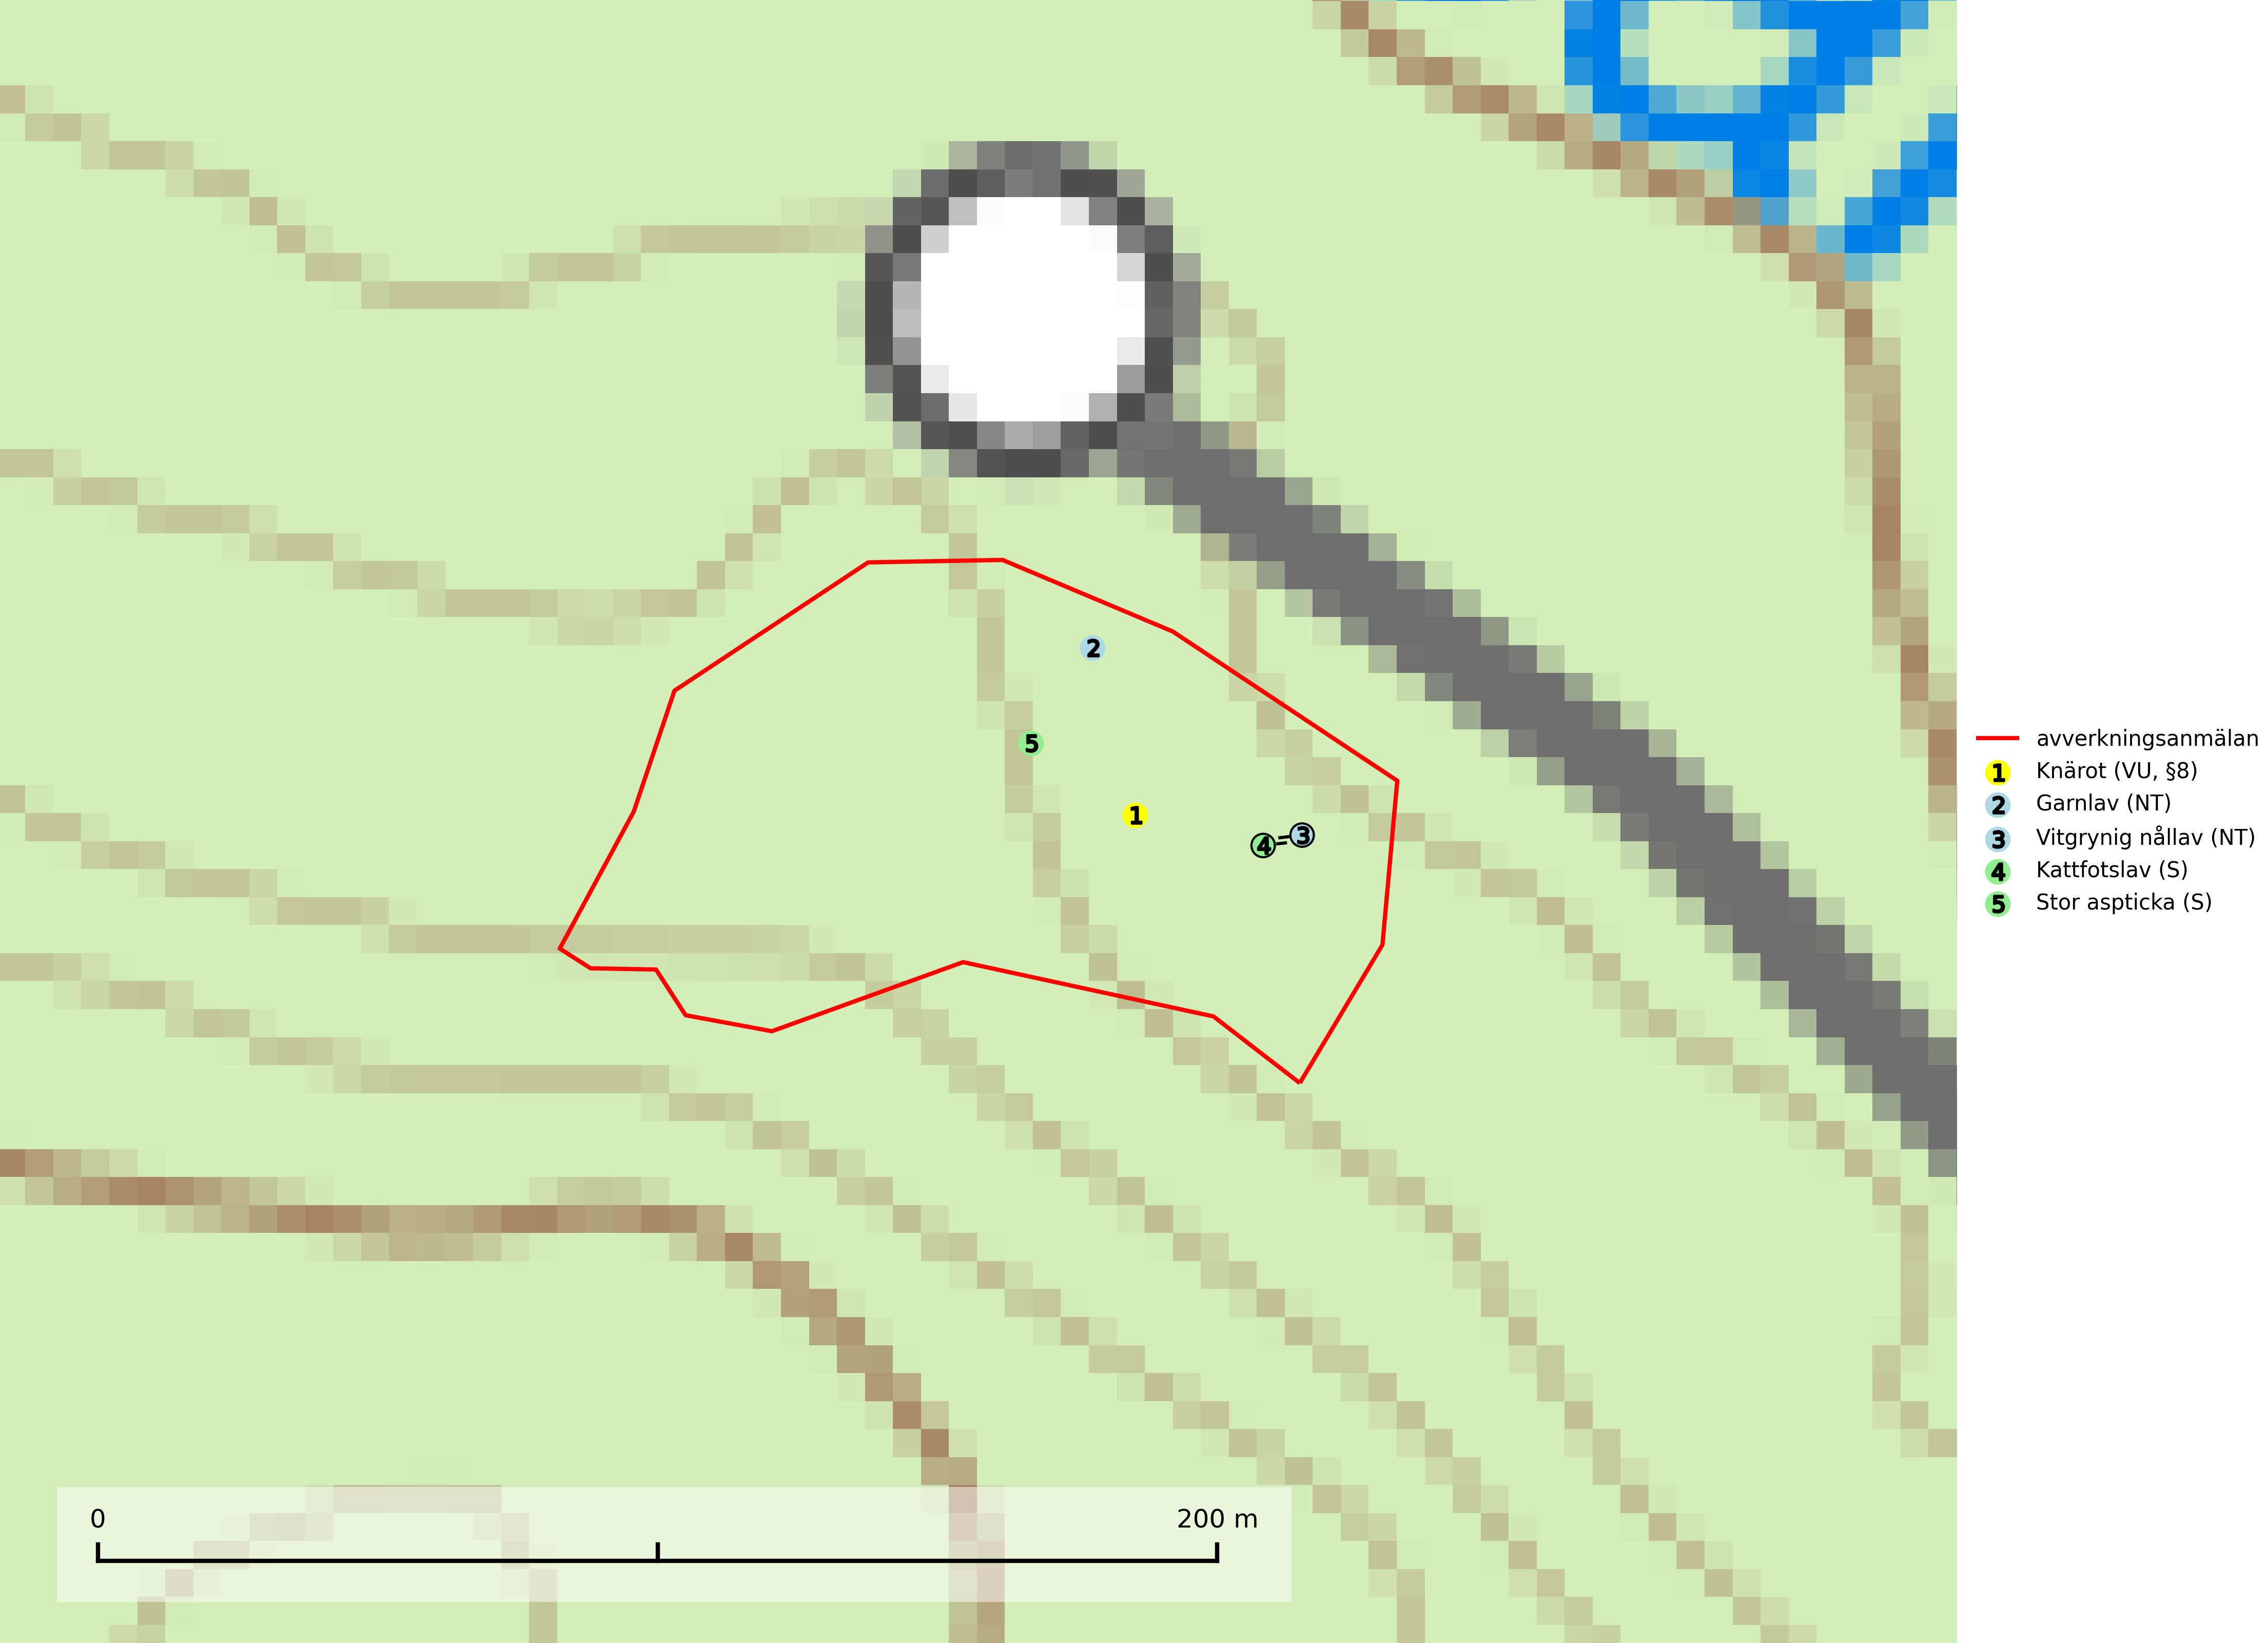 2
5
1
4
3
avverkningsanmälan
1 Knärot (VU, §8)
2 Garnlav (NT)
3 Vitgrynig nållav (NT)
4 Kattfotslav (S)
5 Stor aspticka (S)
0 200 m